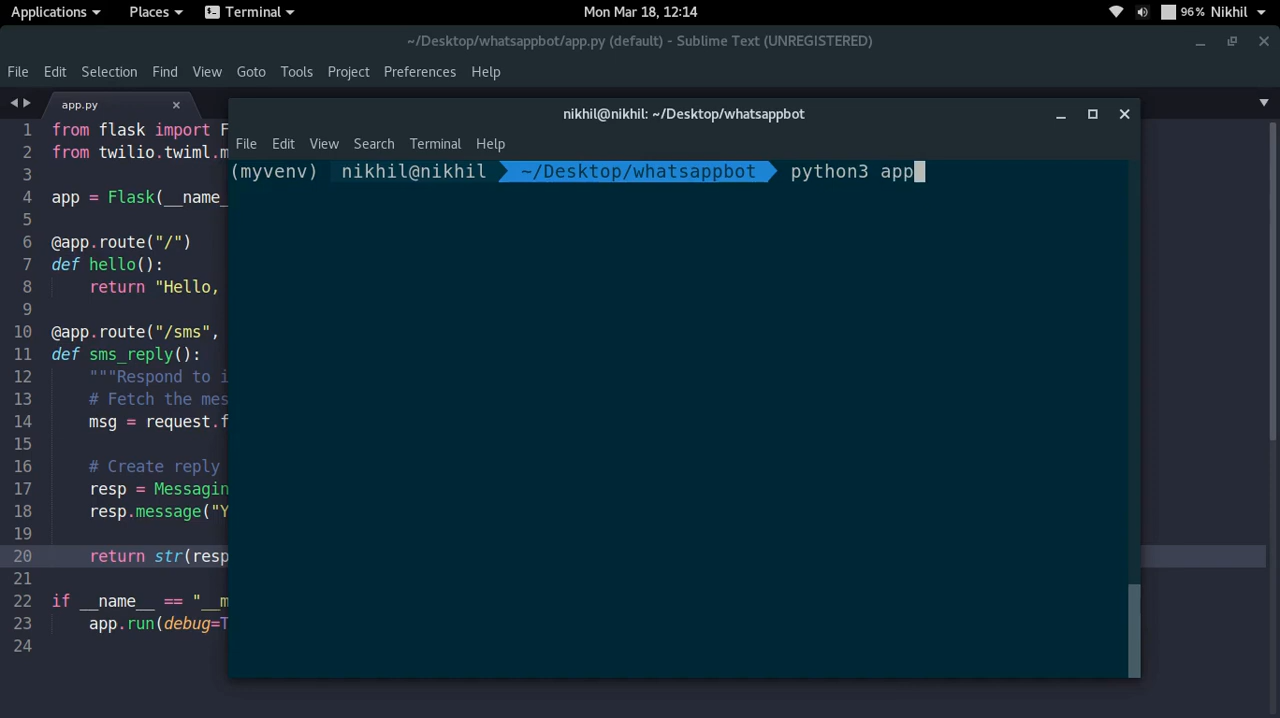 Applications Places Terminal Mon Mar 18, 12:14 96% Nikhil
~/Desktop/whatsappbot/app.py (default) - Sublime Text (UNREGISTERED)
File Edit Selection Find View Goto Tools Project Preferences Help
app.py
nikhil@nikhil: ~/Desktop/whatsappbot
File Edit View Search Terminal Help
(myvenv) nikhil@nikhil ~/Desktop/whatsappbot python3 app
1 from flask import F
2 from twilio.twiml.m
3
4 app = Flask(__name_
5
6 @app.route("/")
7 def hello():
8 return "Hello,
9
10 @app.route("/sms",
11 def sms_reply():
12 """Respond to i
13 # Fetch the mes
14 msg = request.f
15
16 # Create reply
17 resp = Messagin
18 resp.message("Y
19
20 return str(resp
21
22 if __name__ == "__m
23 app.run(debug=T
24